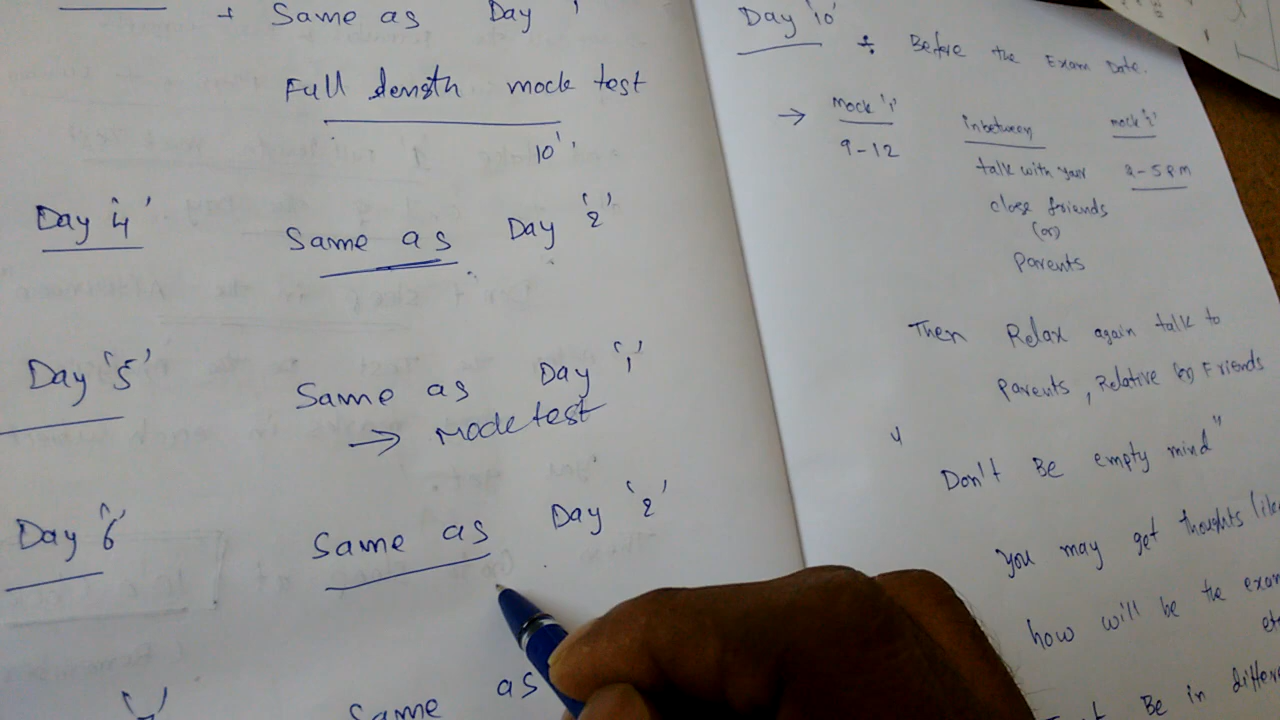 Same as Day 1
Full length mock test
10'
Day '4' Same as Day '2'
Day '5' Same as Day '1'
→ Mock test
Day '6' Same as Day '2'
Same as
Day '10' : Before the Exam Date.
→ Mock '1' Inbetween mock '2'
9-12 talk with your 2-5pm
close friends
(or)
Parents
Then Relax again talk to
Parents, Relative (or) Friends
Don't Be empty mind"
You may get thoughts like
how will be the exam
etc
Be in